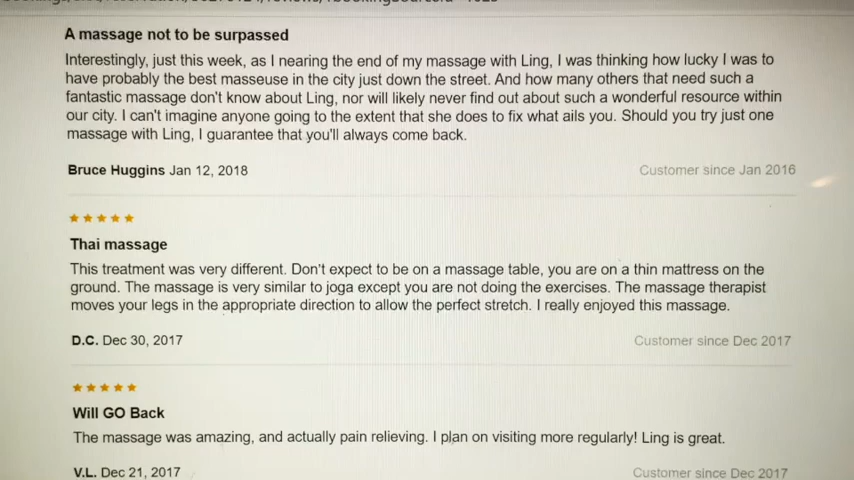 A massage not to be surpassed
Interestingly, just this week, as I nearing the end of my massage with Ling, I was thinking how lucky I was to
have probably the best masseuse in the city just down the street. And how many others that need such a
fantastic massage don't know about Ling, nor will likely never find out about such a wonderful resource within
our city. I can't imagine anyone going to the extent that she does to fix what ails you. Should you try just one
massage with Ling, I guarantee that you'll always come back.
Bruce Huggins Jan 12, 2018 Customer since Jan 2016
Thai massage
This treatment was very different. Don't expect to be on a massage table, you are on a thin mattress on the
ground. The massage is very similar to joga except you are not doing the exercises. The massage therapist
moves your legs in the appropriate direction to allow the perfect stretch. I really enjoyed this massage.
D.C. Dec 30, 2017 Customer since Dec 2017
Will GO Back
The massage was amazing, and actually pain relieving. I plan on visiting more regularly! Ling is great.
V.L. Dec 21, 2017 Customer since Dec 2017